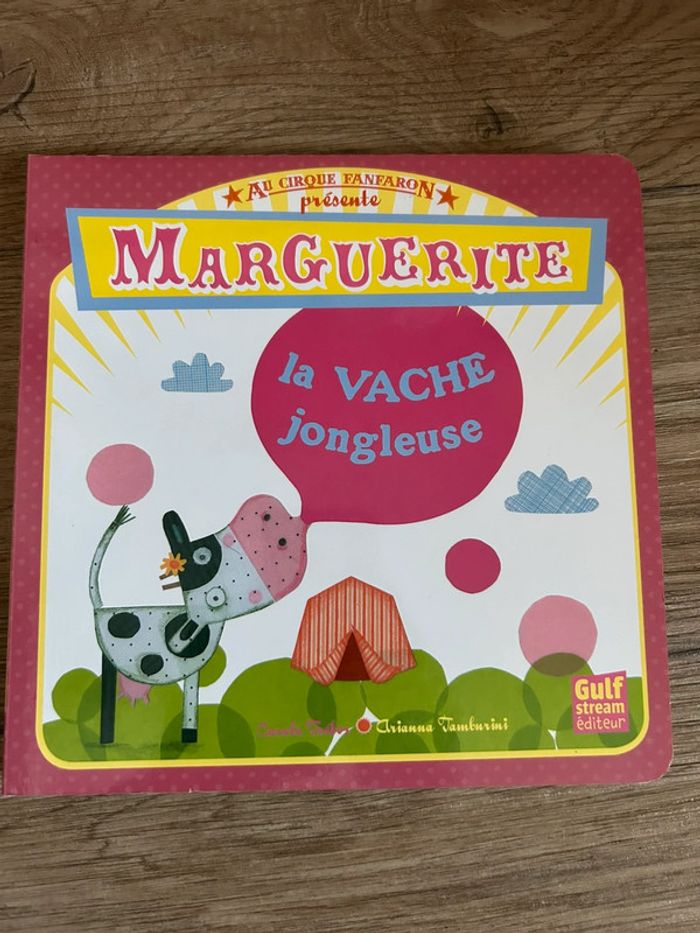 AU CIRQUE FANFARON
présente
MARGUERITE
la VACHE
jongleuse
Arianna Tamburini
Gulf
stream
éditeur